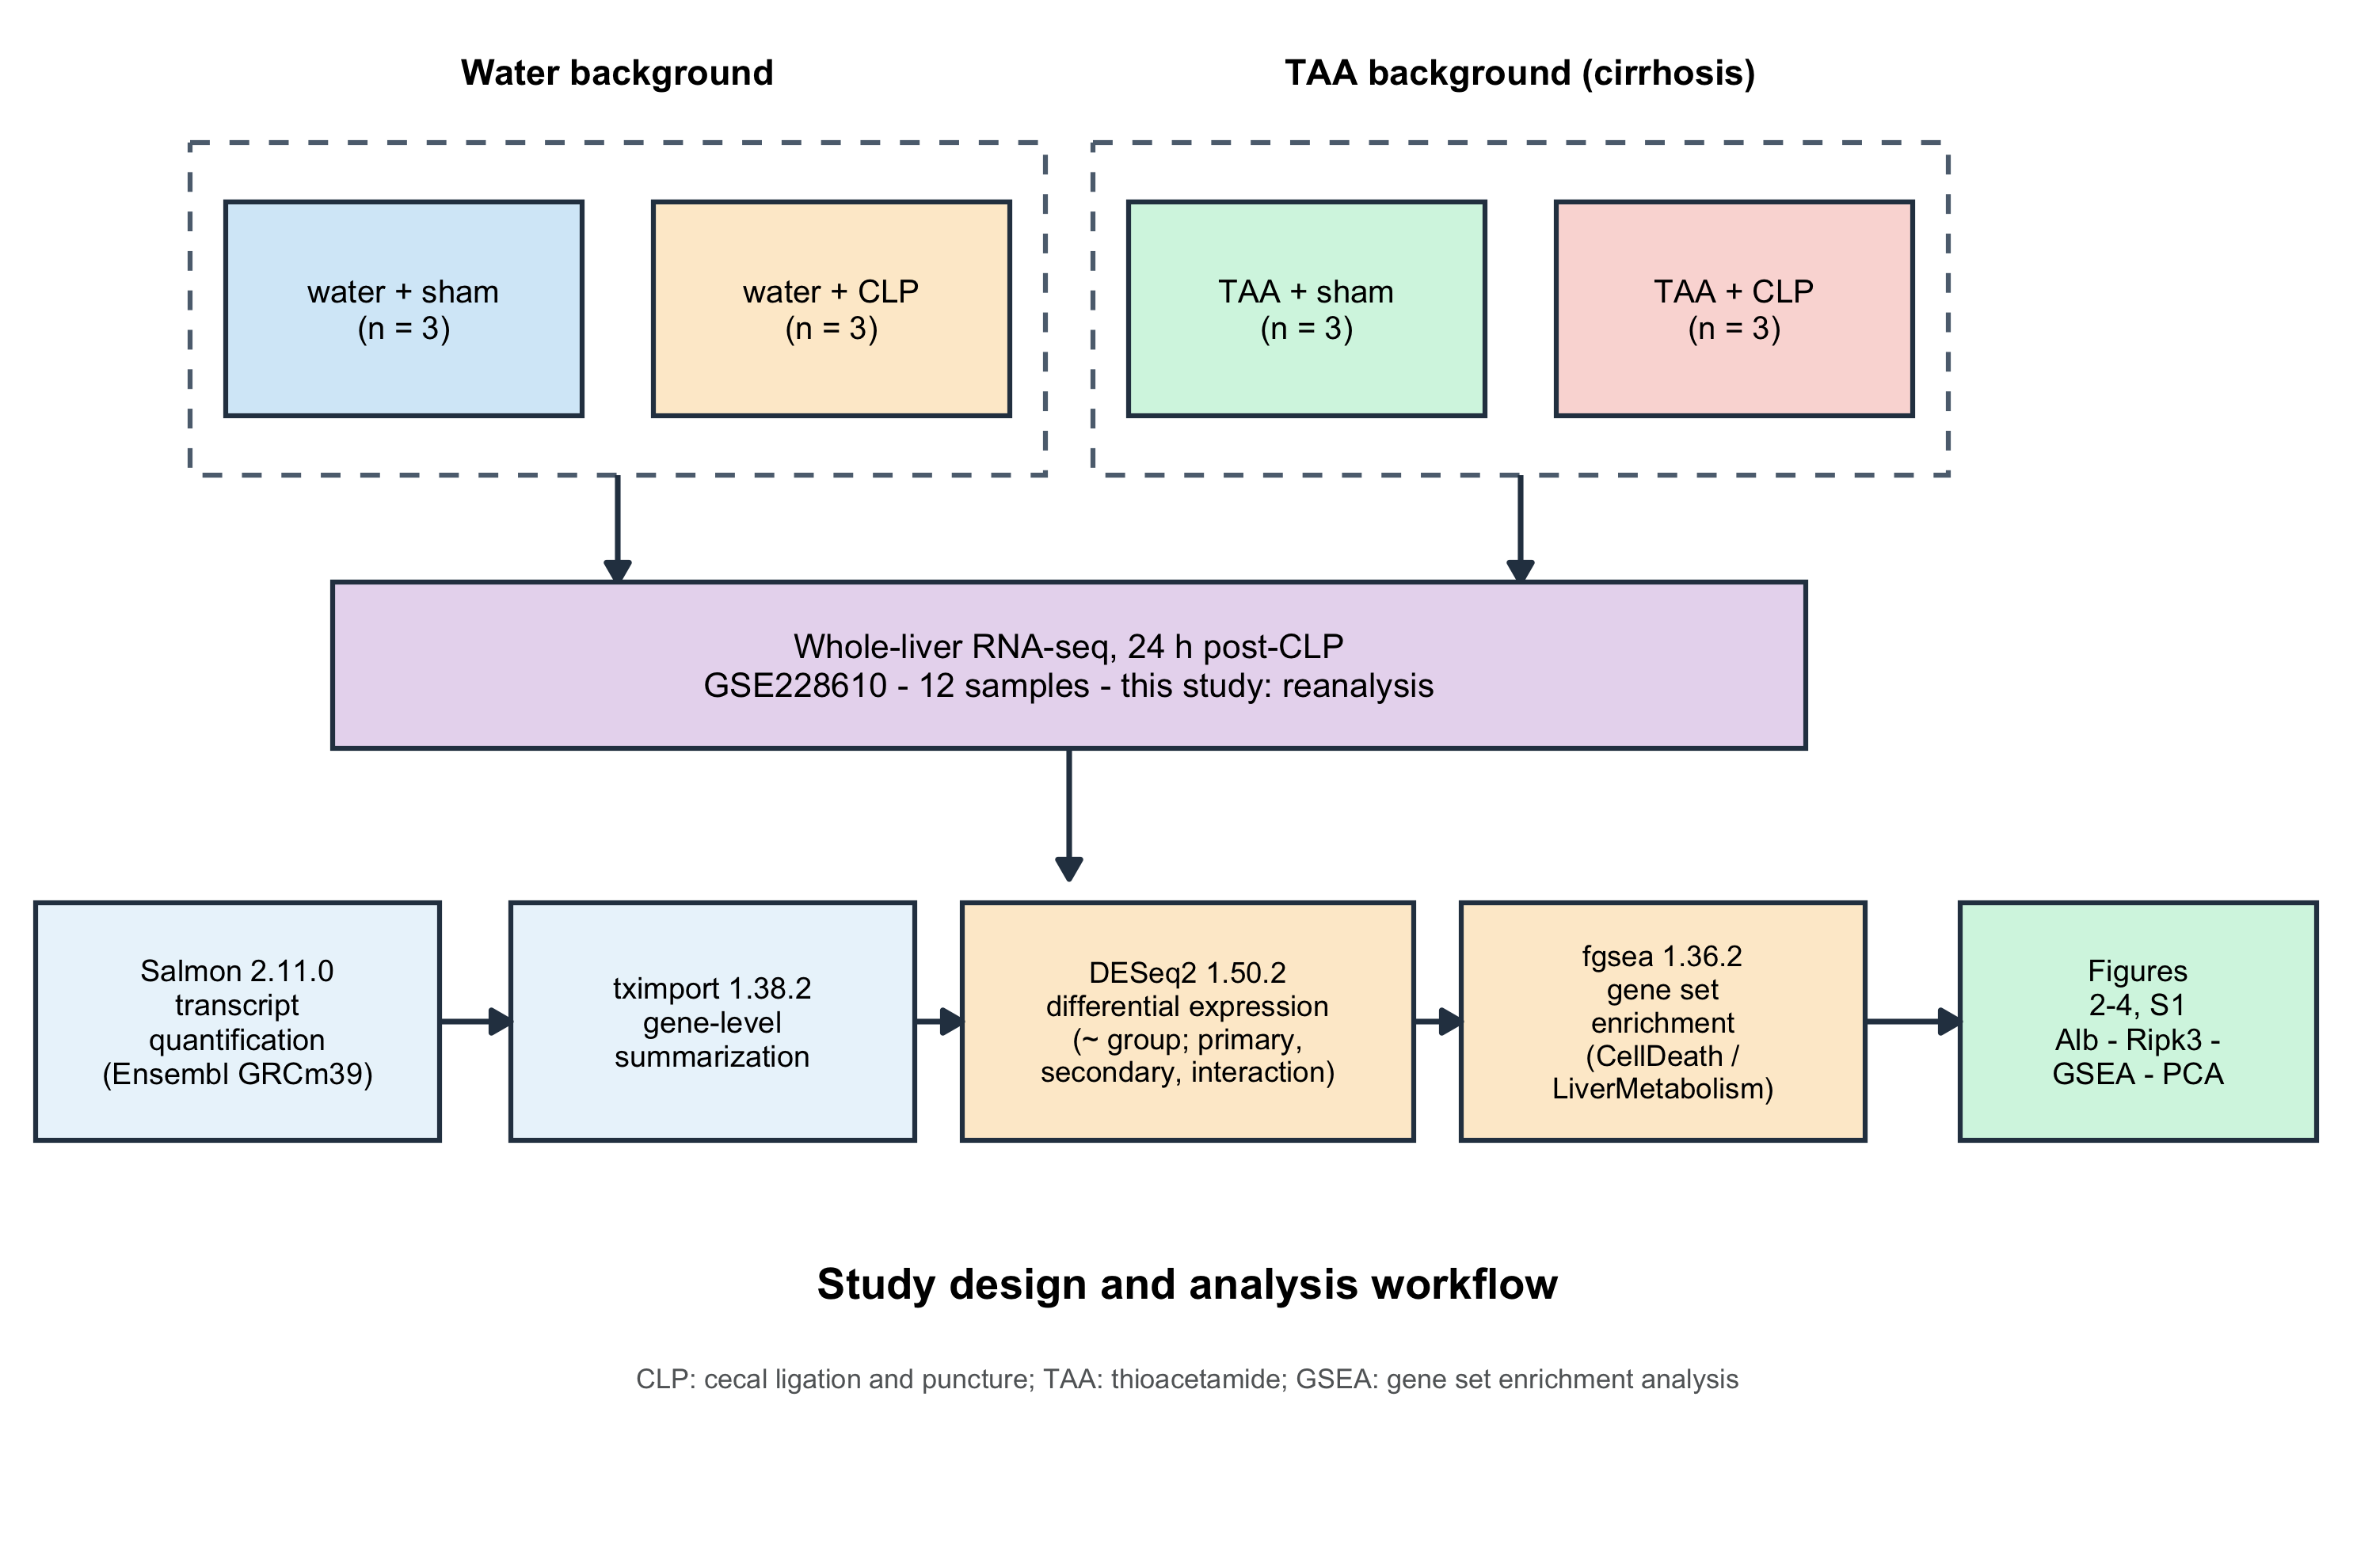 Water background
TAA background (cirrhosis)
water + sham
(n = 3)
water + CLP
(n = 3)
TAA + sham
(n = 3)
TAA + CLP
(n = 3)
Whole-liver RNA-seq, 24 h post-CLP
GSE228610 - 12 samples - this study: reanalysis
Salmon 2.11.0
transcript
quantification
(Ensembl GRCm39)
tximport 1.38.2
gene-level
summarization
DESeq2 1.50.2
differential expression
(~ group; primary,
secondary, interaction)
fgsea 1.36.2
gene set
enrichment
(CellDeath /
LiverMetabolism)
Figures
2-4, S1
Alb - Ripk3 -
GSEA - PCA
Study design and analysis workflow
CLP: cecal ligation and puncture; TAA: thioacetamide; GSEA: gene set enrichment analysis